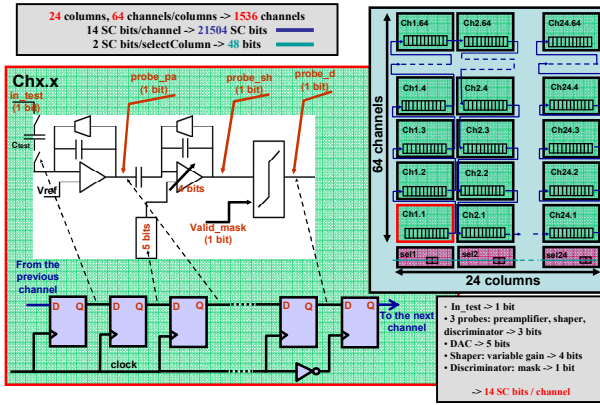 24 columns, 64 channels/columns -> 1536 channels
14 SC bits/channel -> 21504 SC bits
2 SC bits/selectColumn -> 48 bits
Chx.x
in_test
(1 bit)
probe_pa
(1 bit)
probe_sh
(1 bit)
probe_d
(1 bit)
Ctest
Vref
4 bits
5 bits
Valid_mask
(1 bit)
From the
previous
channel
D Q
D Q
D Q
D Q
D Q
To the next
channel
clock
64 channels
Ch1.64 Ch2.64 Ch24.64
Ch1.4 Ch2.4 Ch24.4
Ch1.3 Ch2.3 Ch24.3
Ch1.2 Ch2.2 Ch24.2
Ch1.1 Ch2.1 Ch24.1
sel1 sel2 sel24
24 columns
· In_test -> 1 bit
• 3 probes: preamplifier, shaper,
discriminator -> 3 bits
• DAC -> 5 bits
• Shaper: variable gain -> 4 bits
• Discriminator: mask -> 1 bit
-> 14 SC bits / channel